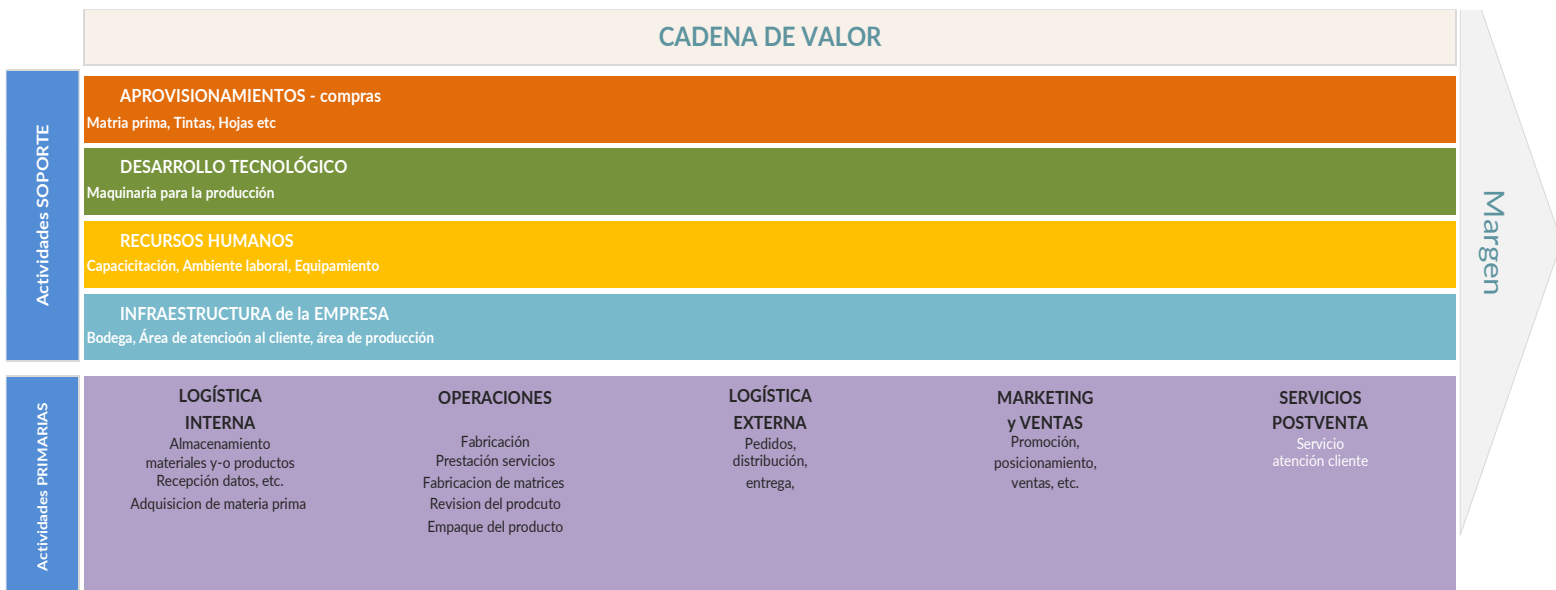 CADENA DE VALOR
Actividades SOPORTE
APROVISIONAMIENTOS - compras
Matria prima, Tintas, Hojas etc
DESARROLLO TECNOLÓGICO
Maquinaria para la producción
RECURSOS HUMANOS
Capacicitación, Ambiente laboral, Equipamiento
INFRAESTRUCTURA de la EMPRESA
Bodega, Área de atencioón al cliente, área de producción
Margen
Actividades PRIMARIAS
LOGÍSTICA
INTERNA
Almacenamiento
materiales y-o productos
Recepción datos, etc.
Adquisicion de materia prima
OPERACIONES
Fabricación
Prestación servicios
Fabricacion de matrices
Revision del prodcuto
Empaque del producto
LOGÍSTICA
EXTERNA
Pedidos,
distribución,
entrega,
MARKETING
y VENTAS
Promoción,
posicionamiento,
ventas, etc.
SERVICIOS
POSTVENTA
Servicio
atención cliente